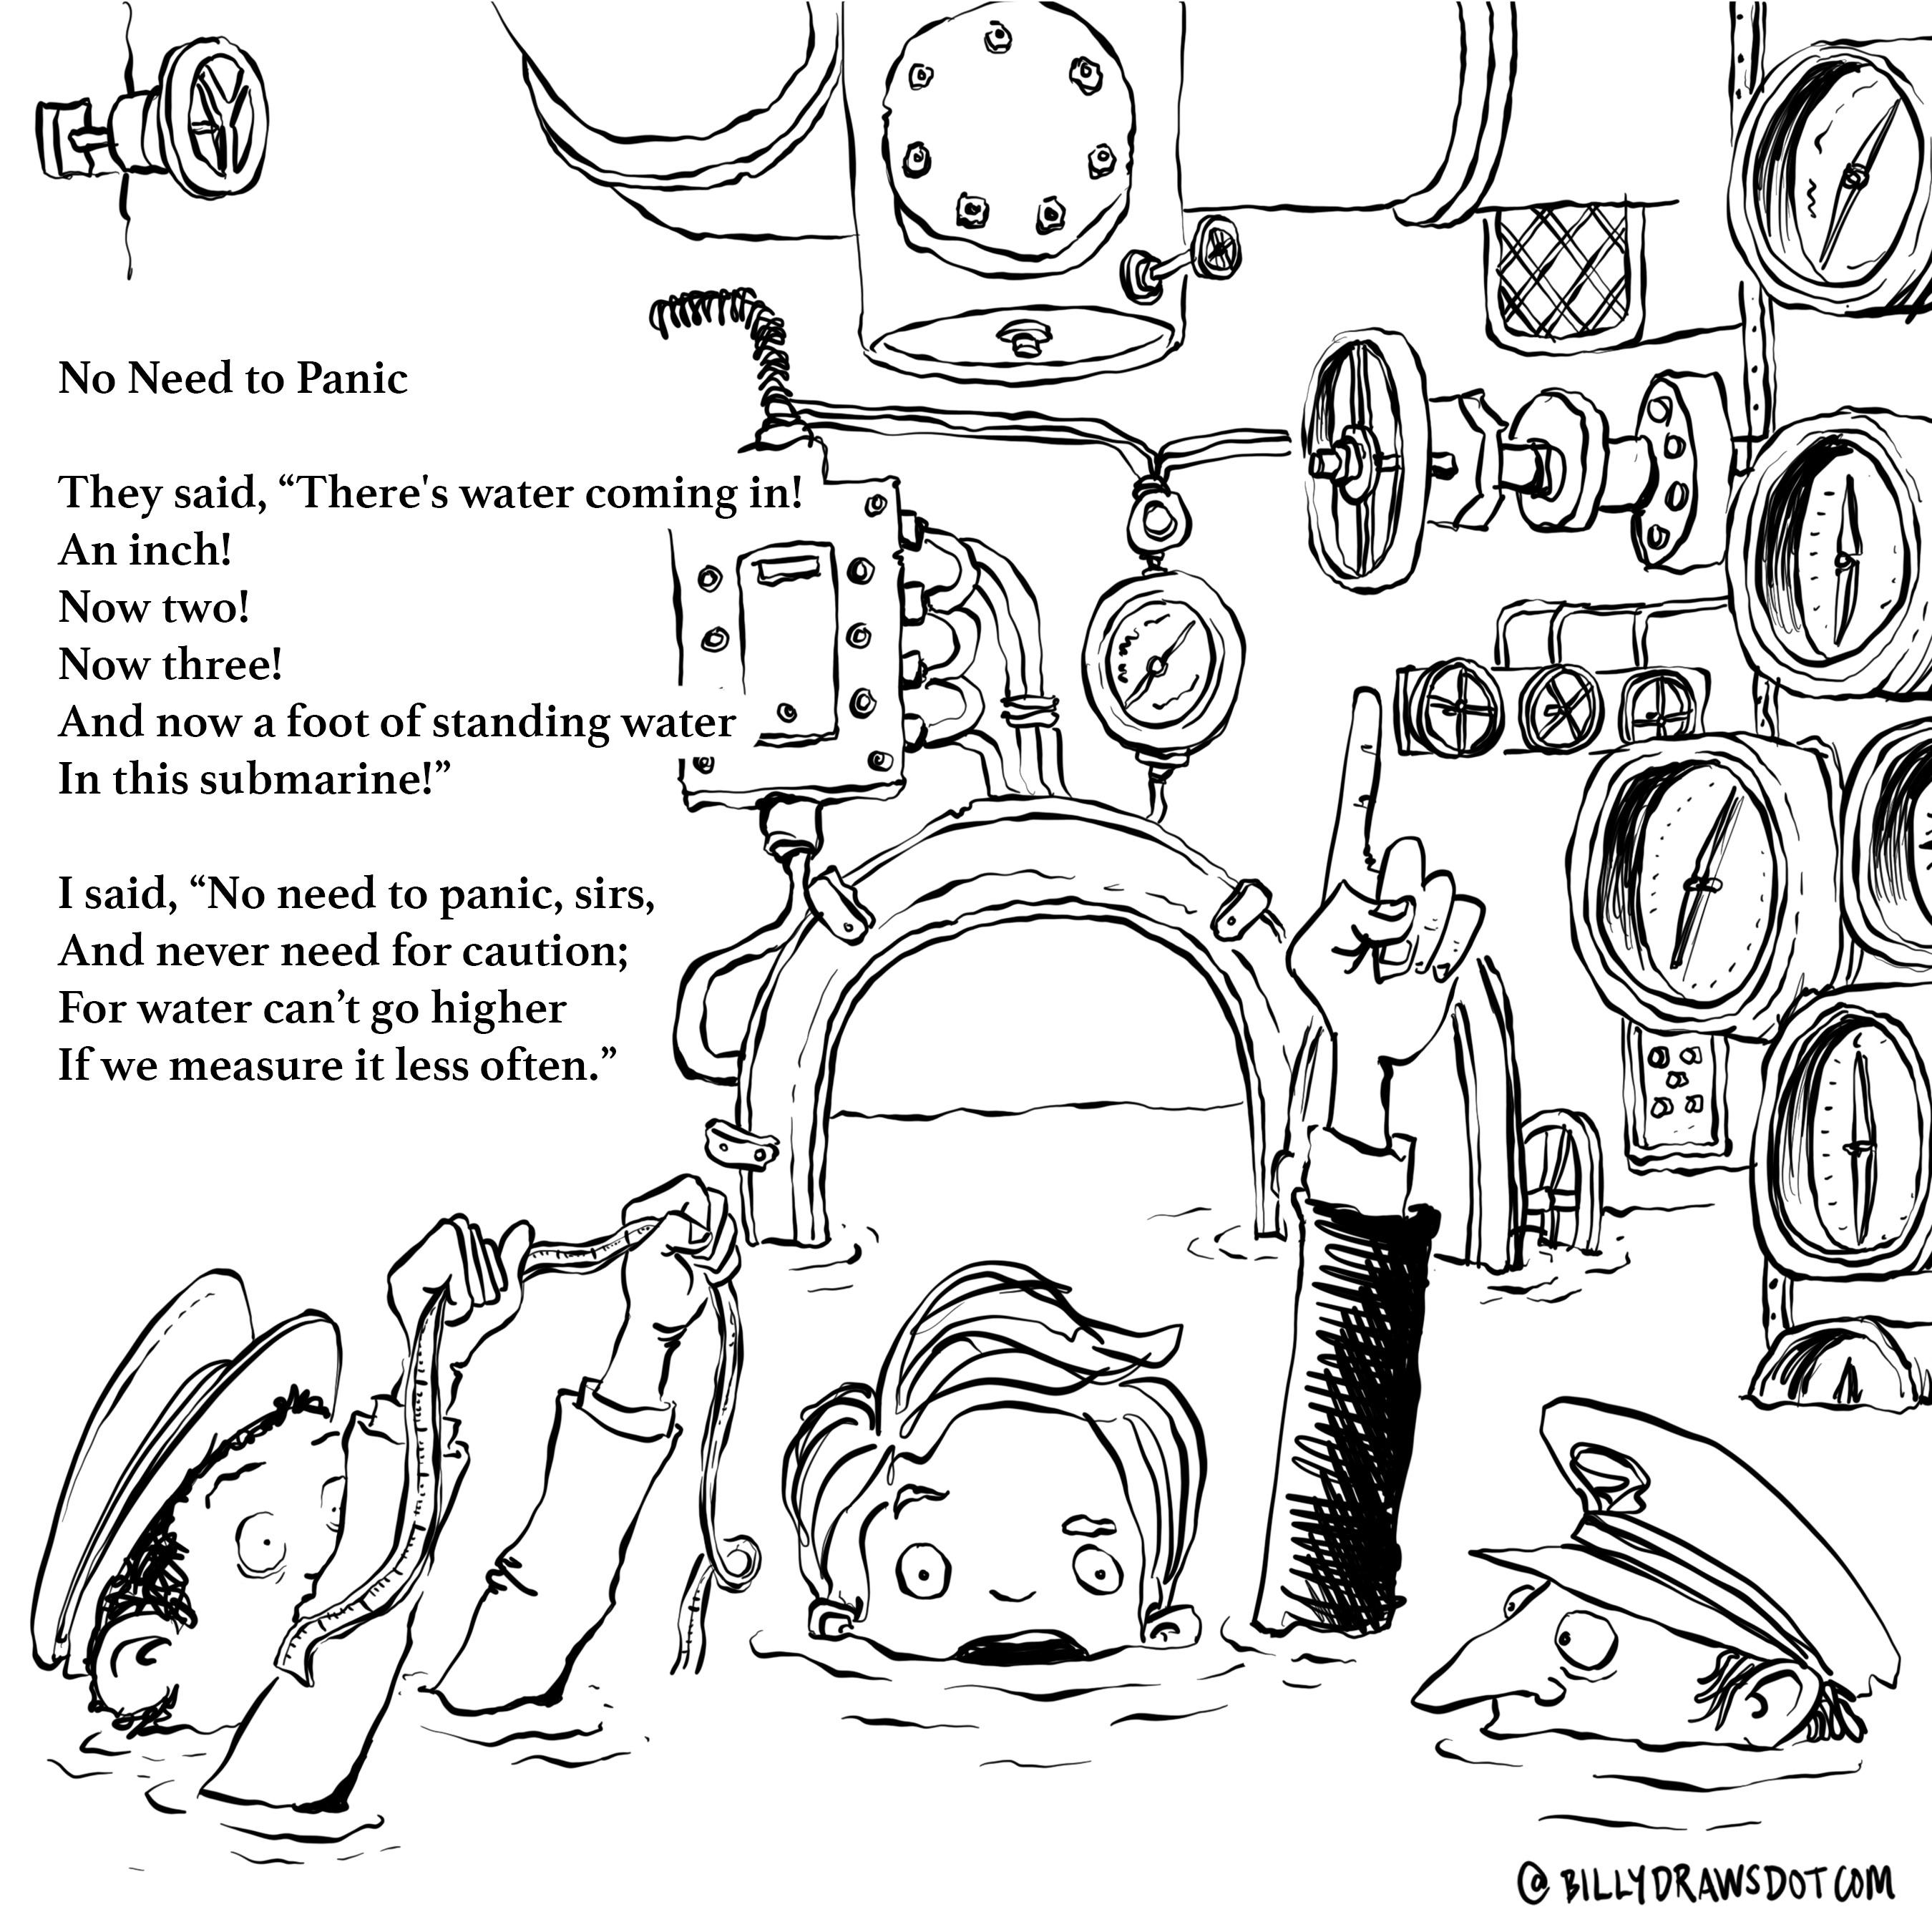 No Need to Panic
They said, “There's water coming in!
An inch!
Now two!
Now three!
And now a foot of standing water
In this submarine!”
I said, “No need to panic, sirs,
And never need for caution;
For water can’t go higher
If we measure it less often.”
@BILLYDRAWSDOTCOM